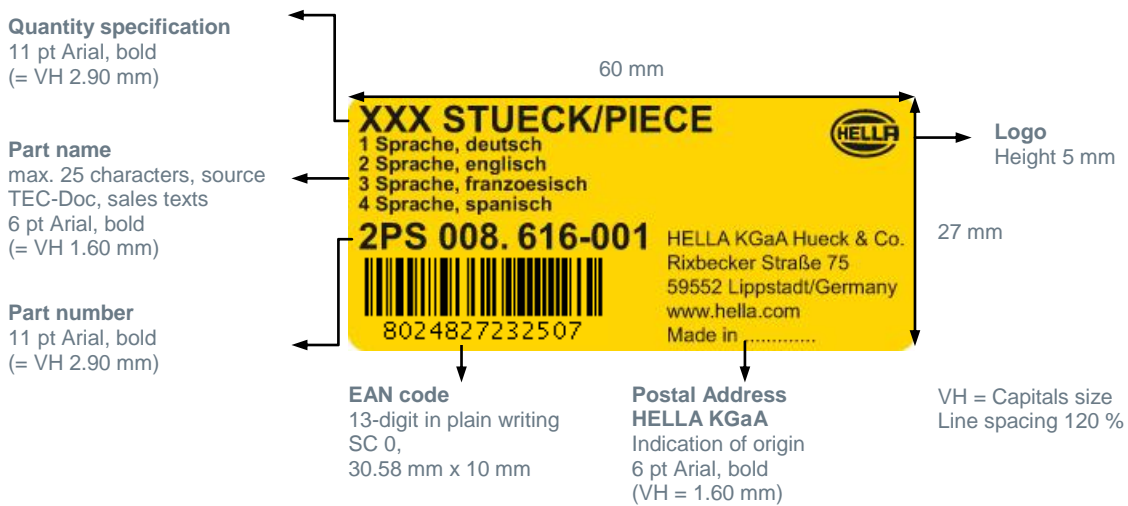 Quantity specification
11 pt Arial, bold
(= VH 2.90 mm)
Part name
max. 25 characters, source
TEC-Doc, sales texts
6 pt Arial, bold
(= VH 1.60 mm)
Part number
11 pt Arial, bold
(= VH 2.90 mm)
60 mm
XXX STUECK/PIECE
1 Sprache, deutsch
2 Sprache, englisch
3 Sprache, franzoesisch
4 Sprache, spanisch
2PS 008. 616-001
8024827232507
HELLA
HELLA KGaA Hueck & Co.
Rixbecker Straße 75
59552 Lippstadt/Germany
www.hella.com
Made in .............
Logo
Height 5 mm
27 mm
EAN code
13-digit in plain writing
SC 0,
30.58 mm x 10 mm
Postal Address
HELLA KGaA
Indication of origin
6 pt Arial, bold
(VH = 1.60 mm)
VH = Capitals size
Line spacing 120 %